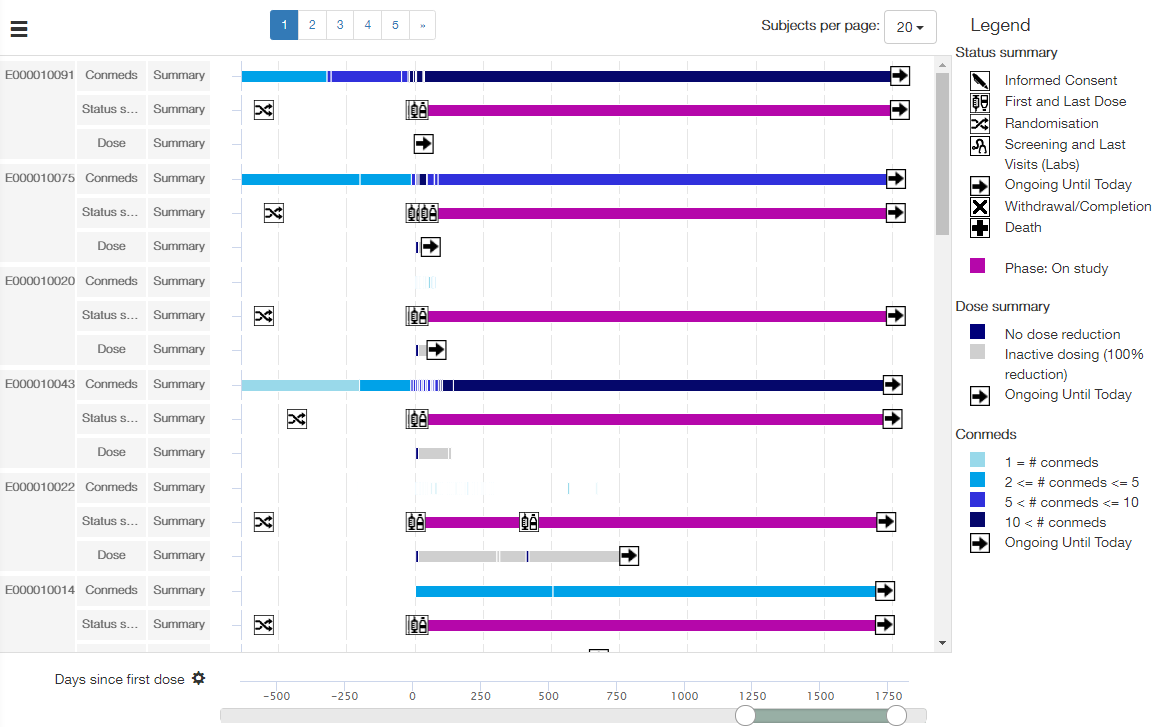 1 2 3 4 5 »
Subjects per page: 20
Legend
Status summary
Informed Consent
First and Last Dose
Randomisation
Screening and Last
Visits (Labs)
Ongoing Until Today
Withdrawal/Completion
Death
Phase: On study
Dose summary
No dose reduction
Inactive dosing (100%
reduction)
Ongoing Until Today
Conmeds
1 = # conmeds
2 <= # conmeds <= 5
5 < # conmeds <= 10
10 < # conmeds
Ongoing Until Today
E000010091 Conmeds Summary
Status s... Summary
Dose Summary
E000010075 Conmeds Summary
Status s... Summary
Dose Summary
E000010020 Conmeds Summary
Status s... Summary
Dose Summary
E000010043 Conmeds Summary
Status s... Summary
Dose Summary
E000010022 Conmeds Summary
Status s... Summary
Dose Summary
E000010014 Conmeds Summary
Status s... Summary
Days since first dose
−500 −250 0 250 500 750 1000 1250 1500 1750